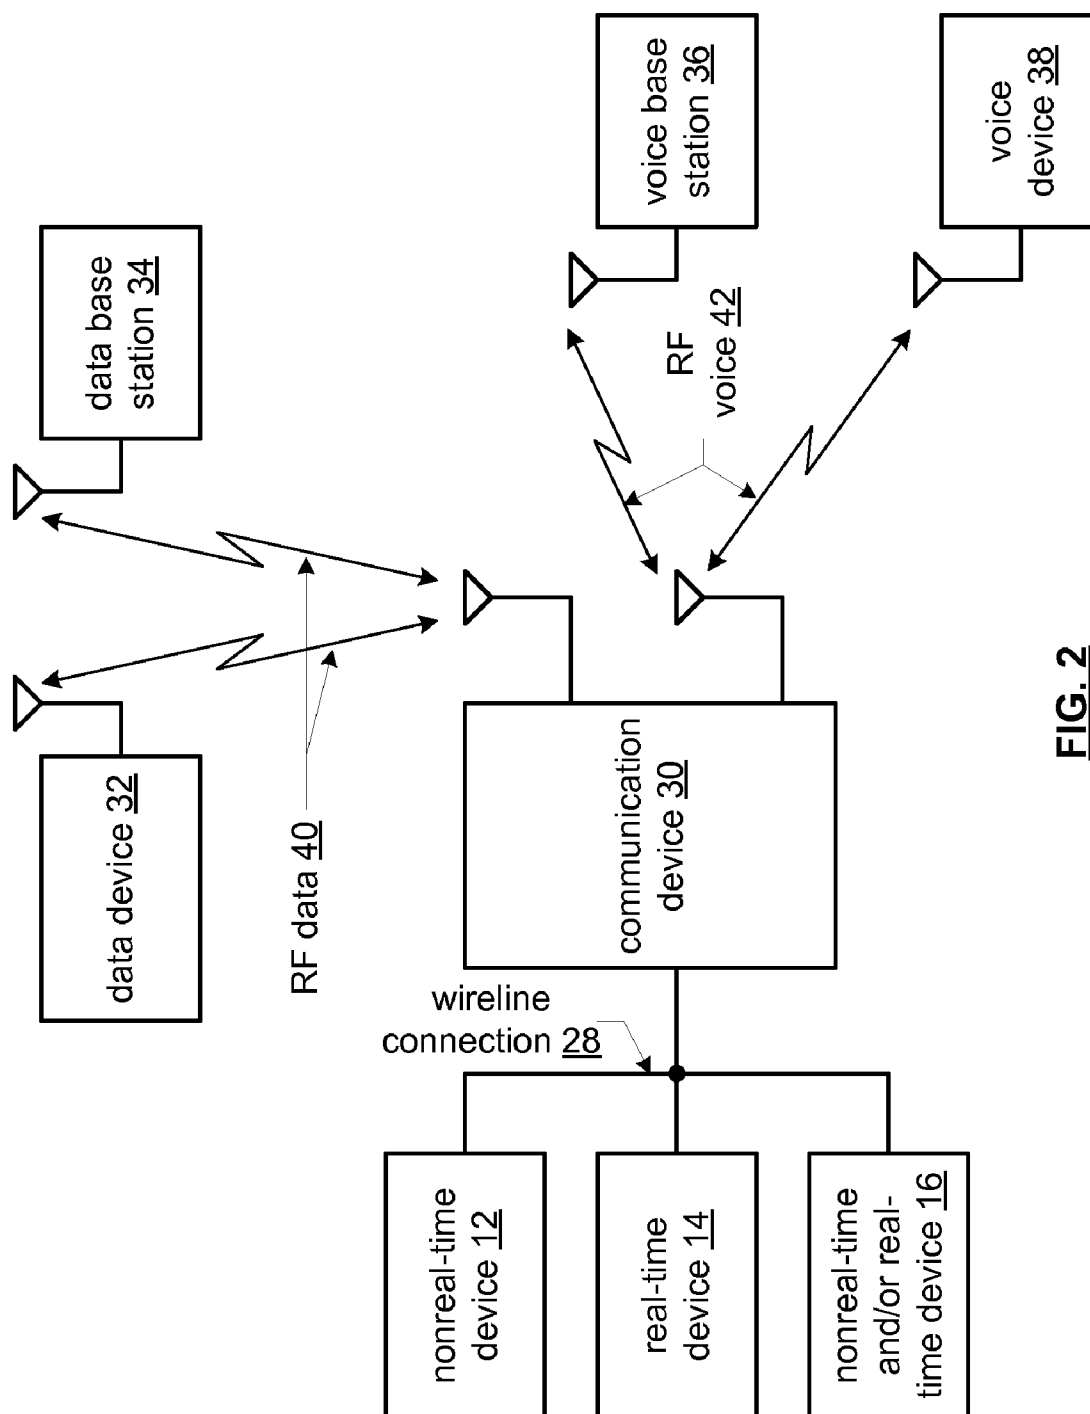 data device 32
data base
station 34
RF data 40
wireline
connection 28
communication
device 30
nonreal-time
device 12
real-time
device 14
nonreal-time
and/or real-
time device 16
RF
voice 42
voice base
station 36
voice
device 38
FIG. 2